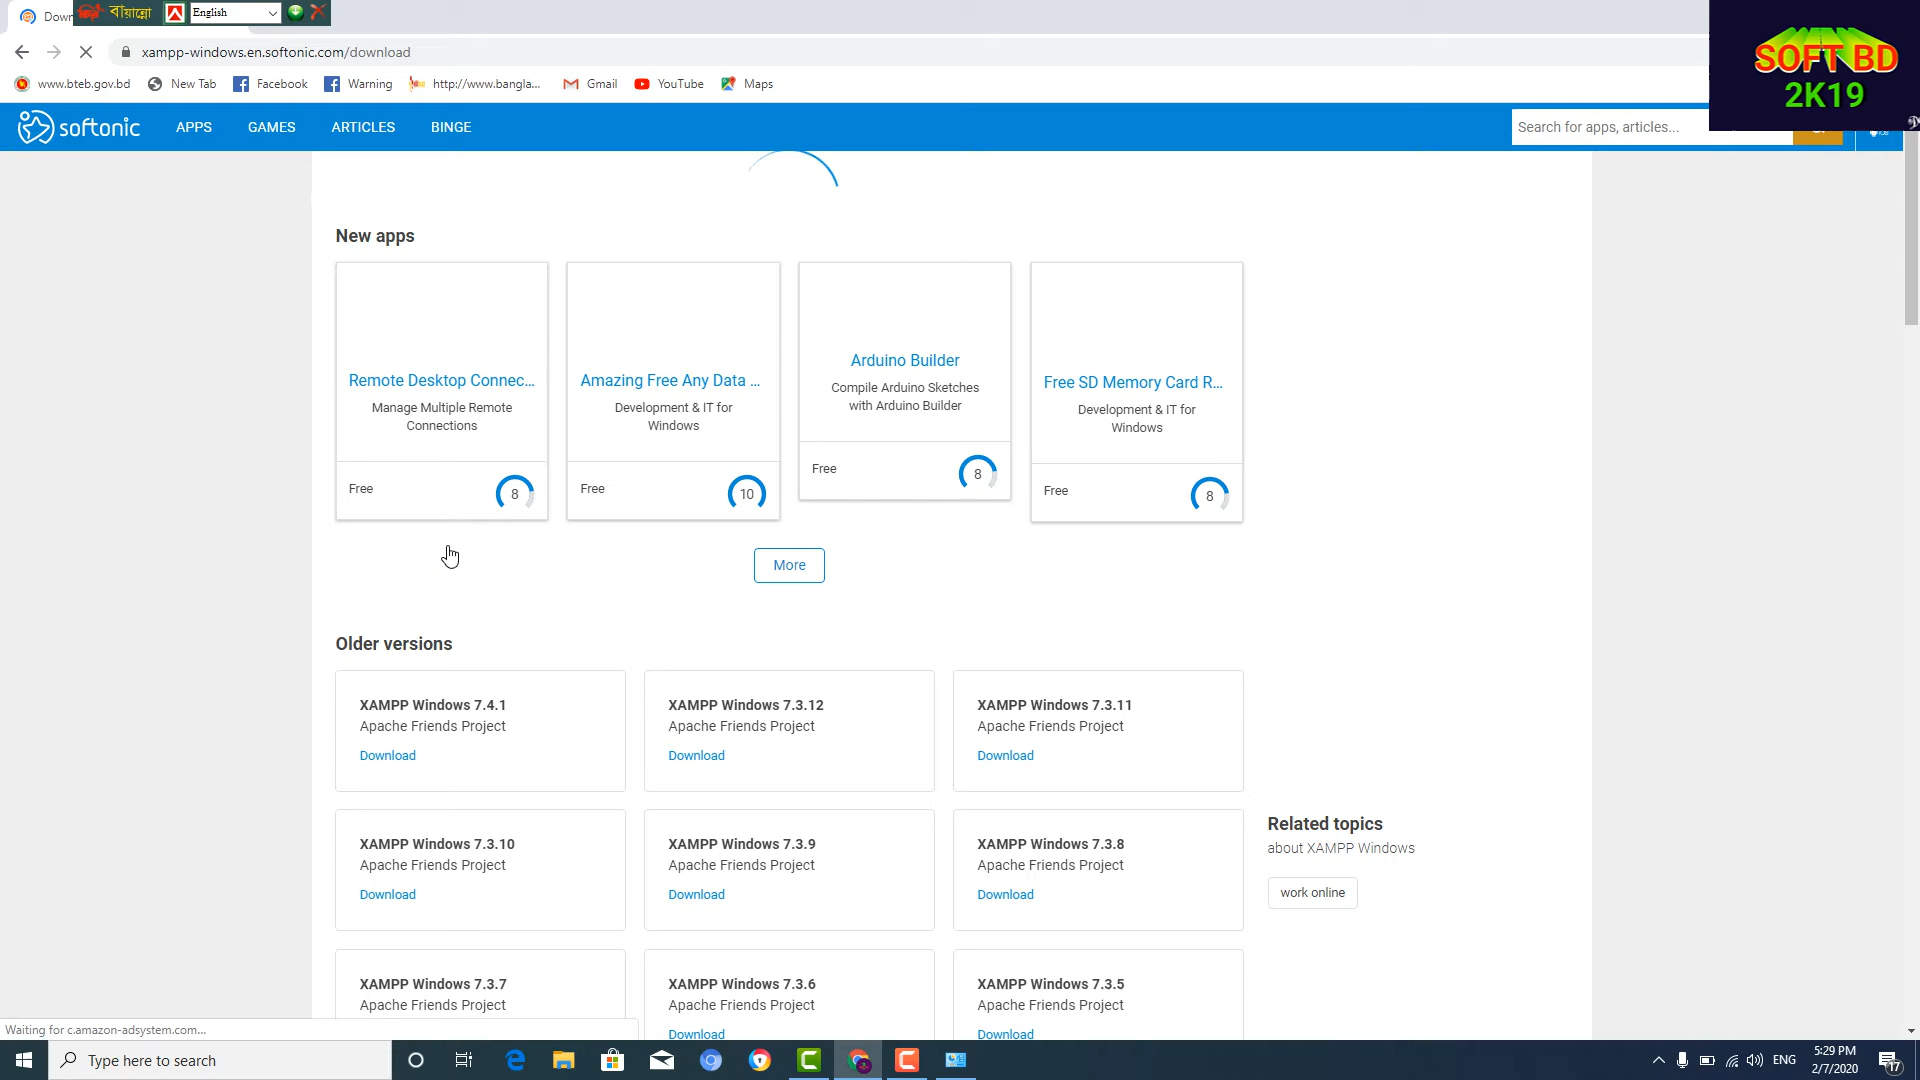 Down
বায়ান্নো
English
xampp-windows.en.softonic.com/download
www.bteb.gov.bd
New Tab
Facebook
Warning
http://www.bangla...
Gmail
YouTube
Maps
SOFT BD
2K19
softonic
APPS
GAMES
ARTICLES
BINGE
Search for apps, articles...
New apps
Remote Desktop Connec...
Manage Multiple Remote
Connections
Free
8
Amazing Free Any Data ...
Development & IT for
Windows
Free
10
Arduino Builder
Compile Arduino Sketches
with Arduino Builder
Free
8
Free SD Memory Card R...
Development & IT for
Windows
Free
8
More
Older versions
XAMPP Windows 7.4.1
Apache Friends Project
Download
XAMPP Windows 7.3.12
Apache Friends Project
Download
XAMPP Windows 7.3.11
Apache Friends Project
Download
XAMPP Windows 7.3.10
Apache Friends Project
Download
XAMPP Windows 7.3.9
Apache Friends Project
Download
XAMPP Windows 7.3.8
Apache Friends Project
Download
Related topics
about XAMPP Windows
work online
XAMPP Windows 7.3.7
Apache Friends Project
XAMPP Windows 7.3.6
Apache Friends Project
Download
XAMPP Windows 7.3.5
Apache Friends Project
Download
Waiting for c.amazon-adsystem.com...
Type here to search
ENG
5:29 PM
2/7/2020
17